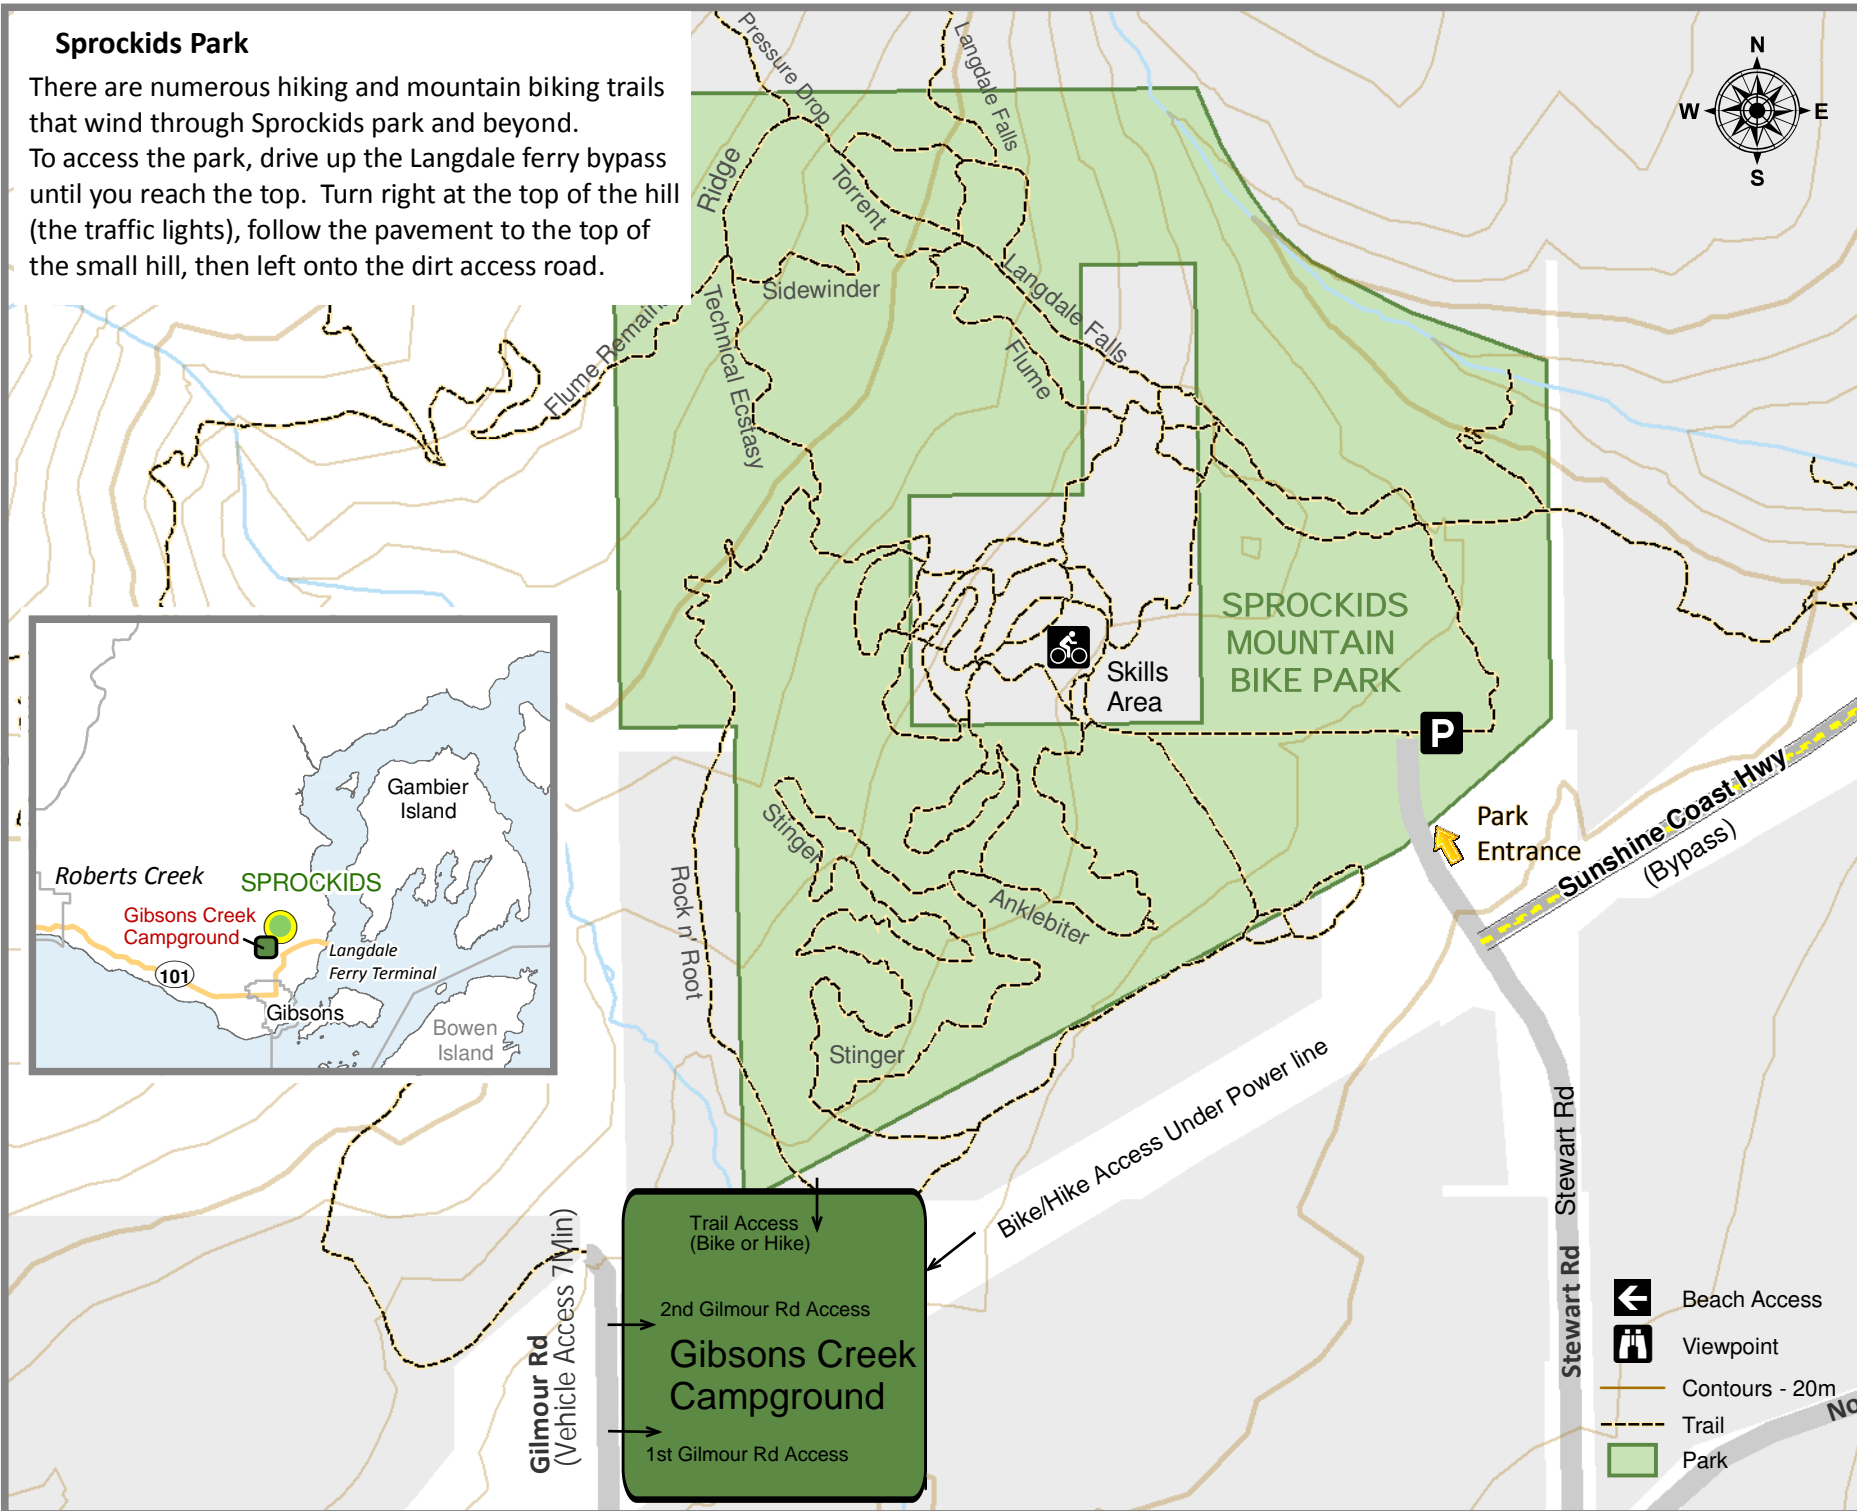 Sprockids Park
There are numerous hiking and mountain biking trails
that wind through Sprockids park and beyond.
To access the park, drive up the Langdale ferry bypass
until you reach the top. Turn right at the top of the hill
(the traffic lights), follow the pavement to the top of
the small hill, then left onto the dirt access road.
Pressure Drop
Langdale Falls
N
W
E
S
Ridge
Torrent
Sidewinder
Langdale Falls
Flume
Technical Ecstasy
SPROCKIDS
MOUNTAIN
BIKE PARK
Skills
Area
P
Park
Entrance
Sunshine Coast Hwy
(Bypass)
Gambier
Island
Roberts Creek
SPROCKIDS
Gibsons Creek
Campground
Langdale
Ferry Terminal
101
Gibsons
Bowen
Island
Stinger
Rock n' Root
Anklebiter
Stinger
Bike/Hike Access Under Power line
Stewart Rd
Stewart Rd
Trail Access
(Bike or Hike)
2nd Gilmour Rd Access
Gibsons Creek
Campground
1st Gilmour Rd Access
Gilmour Rd
(Vehicle Access 7Min)
Beach Access
Viewpoint
Contours - 20m
Trail
Park